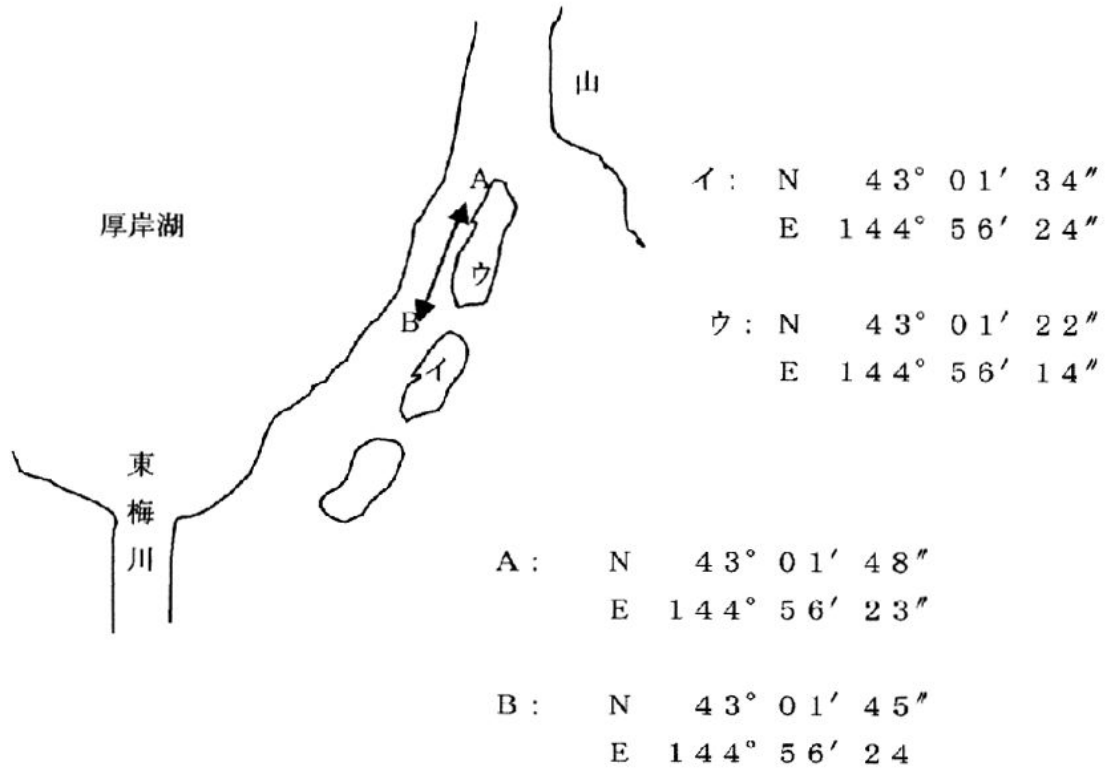 山
A
厚岸湖
ウ
B
イ
東梅川
イ: N 43° 01′ 34″
E 144° 56′ 24″
ウ: N 43° 01′ 22″
E 144° 56′ 14″
A: N 43° 01′ 48″
E 144° 56′ 23″
B: N 43° 01′ 45″
E 144° 56′ 24